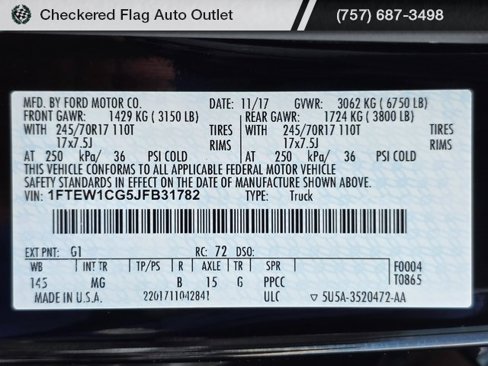 Checkered Flag Auto Outlet (757) 687-3498
MFD. BY FORD MOTOR CO. DATE: 11/17 GVWR: 3062 KG ( 6750 LB)
FRONT GAWR: 1429 KG ( 3150 LB) REAR GAWR: 1724 KG ( 3800 LB)
WITH 245/70R17 110T TIRES WITH 245/70R17 110T TIRES
17x7.5J RIMS 17x7.5J RIMS
AT 250 kPa/ 36 PSI COLD AT 250 kPa/ 36 PSI COLD
THIS VEHICLE CONFORMS TO ALL APPLICABLE FEDERAL MOTOR VEHICLE
SAFETY STANDARDS IN EFFECT ON THE DATE OF MANUFACTURE SHOWN ABOVE.
VIN: 1FTEW1CG5JFB31782 TYPE: Truck
EXT PNT: G1 RC: 72 DSO:
WB INT TR TP/PS R AXLE TR SPR F0004
145 MG B 15 G PPCC T0865
MADE IN U.S.A. 2201711042841 ULC ▽ 5U5A-3520472-AA